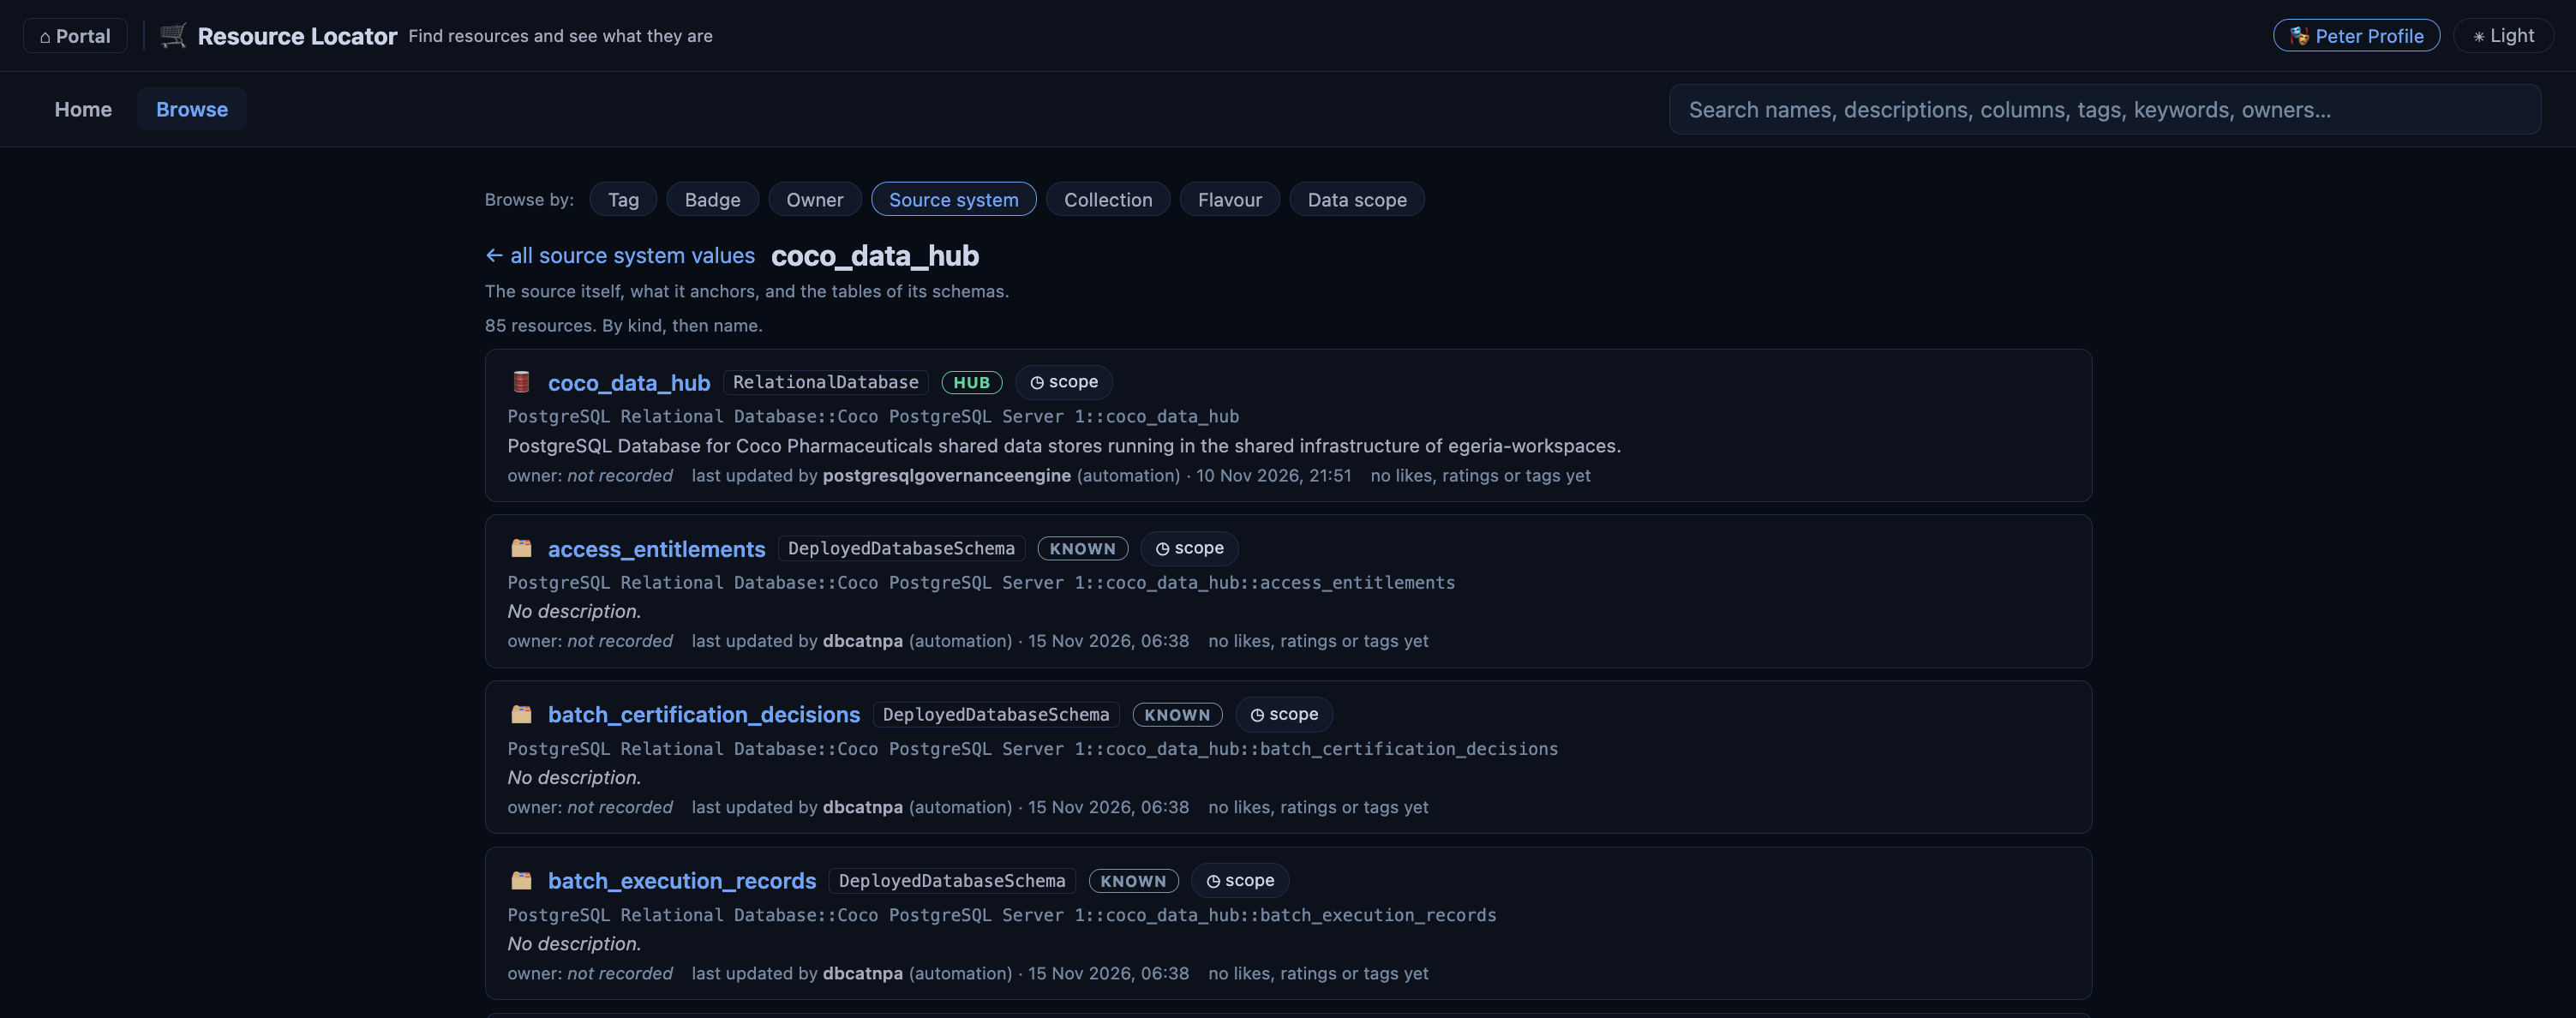 ⌂ Portal
Resource Locator Find resources and see what they are
Peter Profile
☀ Light
Home
Browse
Search names, descriptions, columns, tags, keywords, owners...
Browse by: Tag Badge Owner Source system Collection Flavour Data scope
← all source system values coco_data_hub
The source itself, what it anchors, and the tables of its schemas.
85 resources. By kind, then name.
coco_data_hub RelationalDatabase HUB ◷ scope
PostgreSQL Relational Database::Coco PostgreSQL Server 1::coco_data_hub
PostgreSQL Database for Coco Pharmaceuticals shared data stores running in the shared infrastructure of egeria-workspaces.
owner: not recorded last updated by postgresqlgovernanceengine (automation) · 10 Nov 2026, 21:51 no likes, ratings or tags yet
access_entitlements DeployedDatabaseSchema KNOWN ◷ scope
PostgreSQL Relational Database::Coco PostgreSQL Server 1::coco_data_hub::access_entitlements
No description.
owner: not recorded last updated by dbcatnpa (automation) · 15 Nov 2026, 06:38 no likes, ratings or tags yet
batch_certification_decisions DeployedDatabaseSchema KNOWN ◷ scope
PostgreSQL Relational Database::Coco PostgreSQL Server 1::coco_data_hub::batch_certification_decisions
No description.
owner: not recorded last updated by dbcatnpa (automation) · 15 Nov 2026, 06:38 no likes, ratings or tags yet
batch_execution_records DeployedDatabaseSchema KNOWN ◷ scope
PostgreSQL Relational Database::Coco PostgreSQL Server 1::coco_data_hub::batch_execution_records
No description.
owner: not recorded last updated by dbcatnpa (automation) · 15 Nov 2026, 06:38 no likes, ratings or tags yet